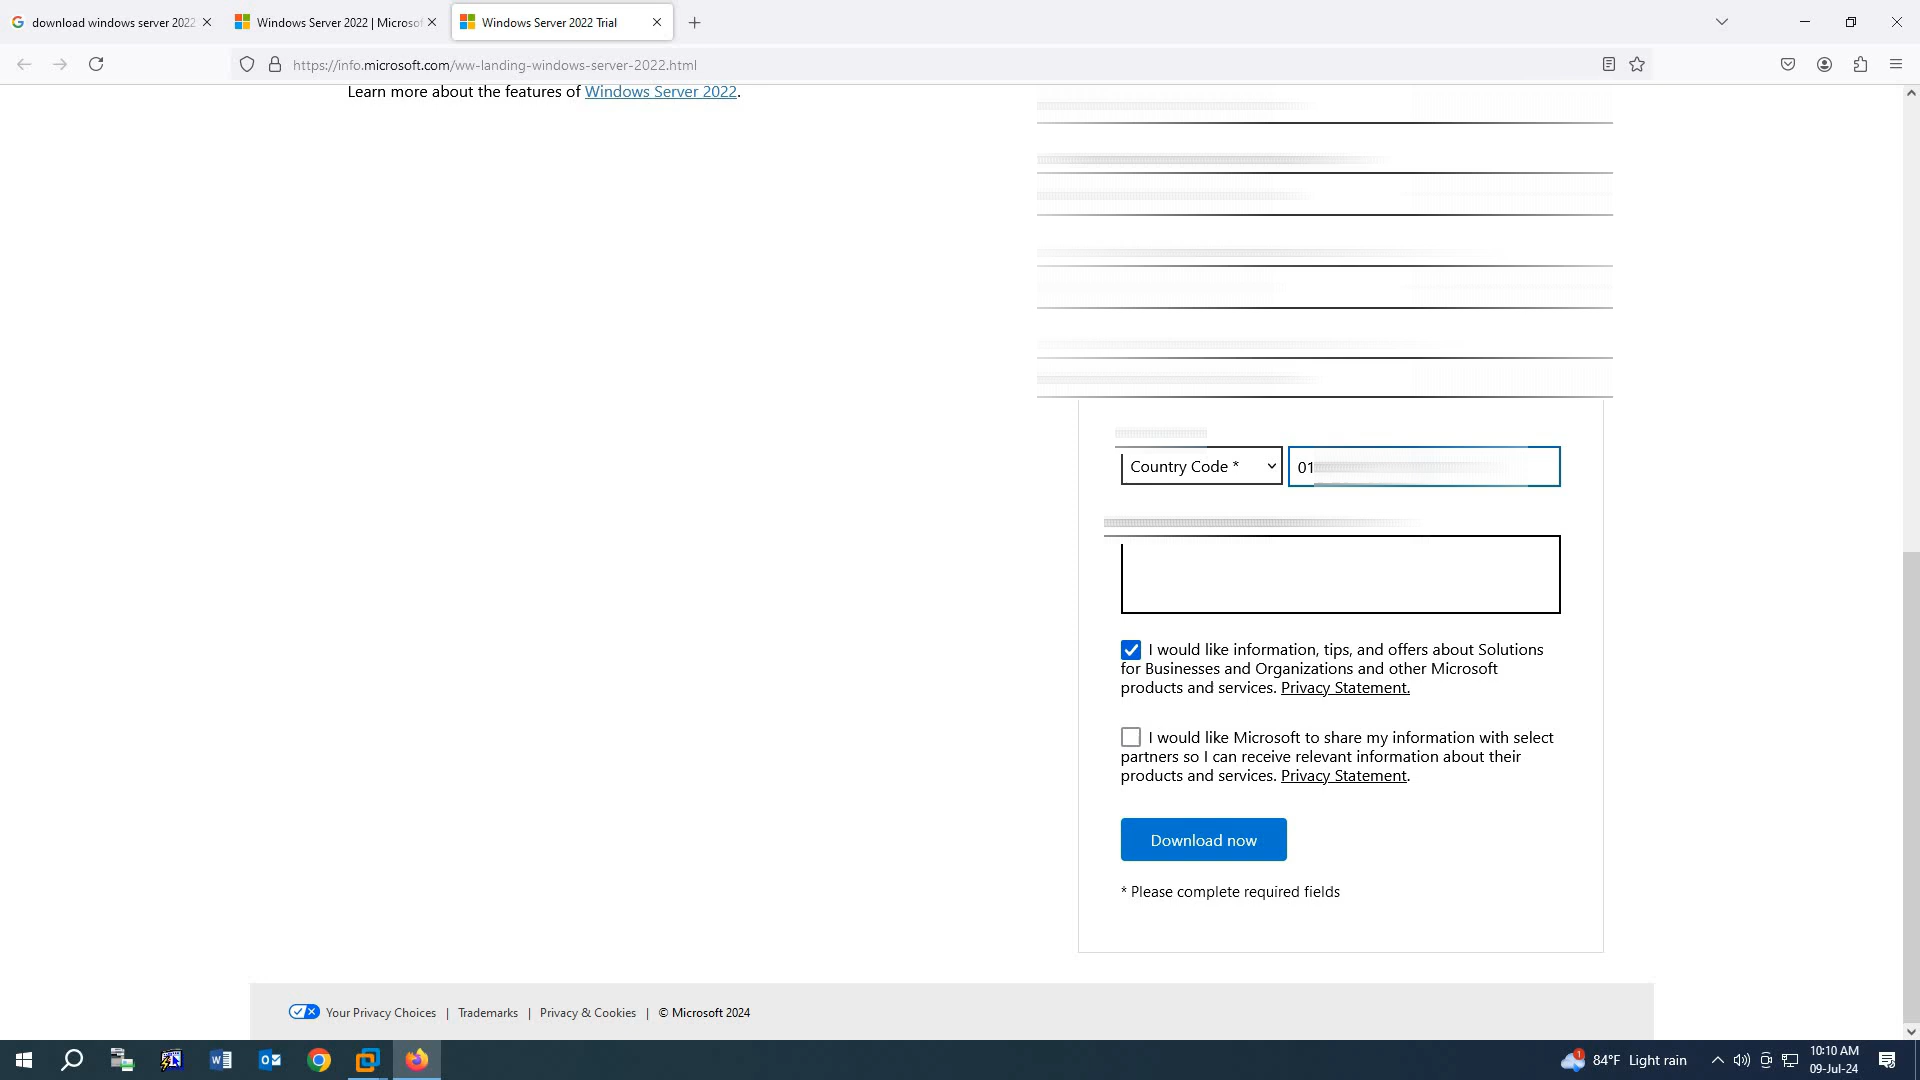 download windows server 2022
Windows Server 2022 | Microsof
Windows Server 2022 Trial
https://info.microsoft.com/ww-landing-windows-server-2022.html
Learn more about the features of Windows Server 2022.
Country Code *
01
I would like information, tips, and offers about Solutions
for Businesses and Organizations and other Microsoft
products and services. Privacy Statement.
I would like Microsoft to share my information with select
partners so I can receive relevant information about their
products and services. Privacy Statement.
Download now
* Please complete required fields
Your Privacy Choices | Trademarks | Privacy & Cookies | © Microsoft 2024
1
84°F Light rain
10:10 AM
09-Jul-24